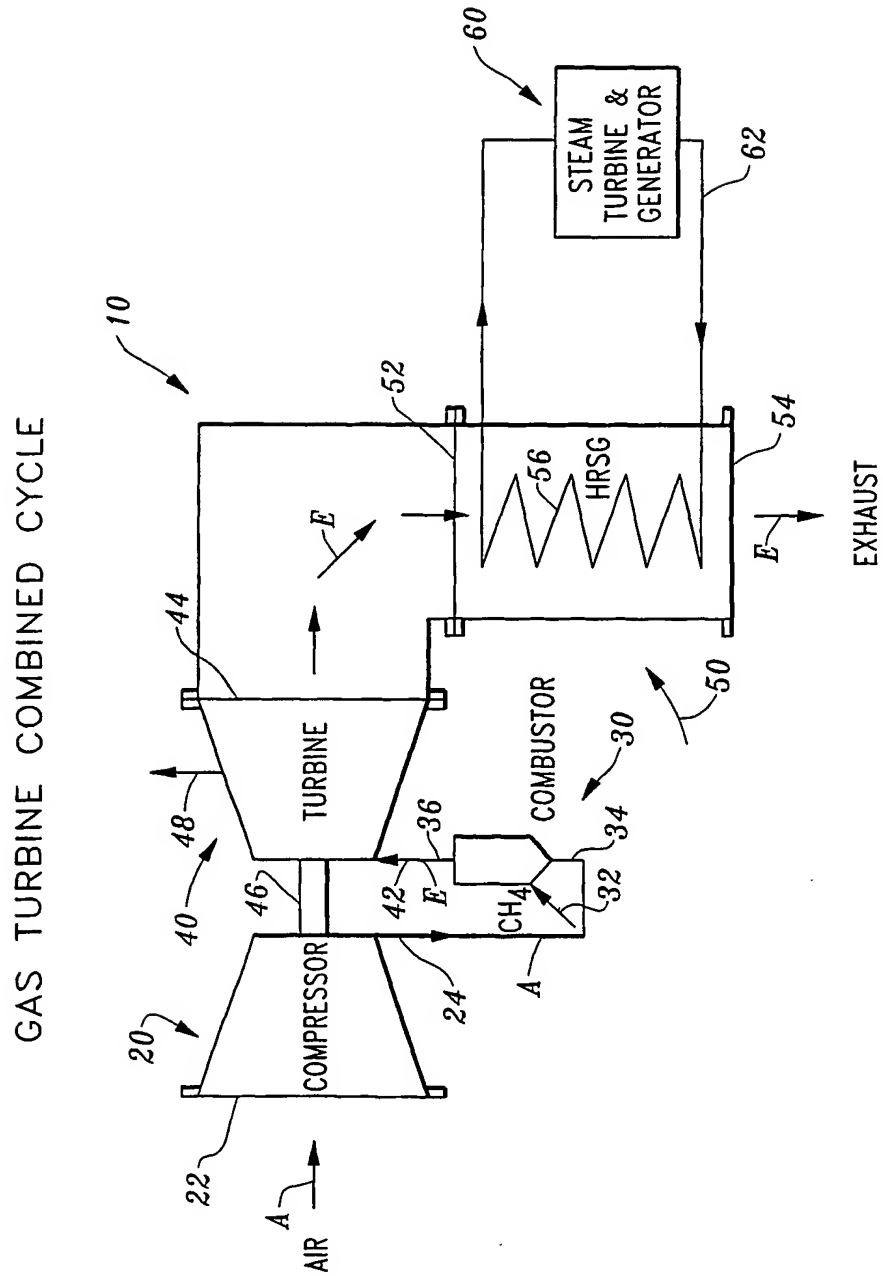 GAS TURBINE COMBINED CYCLE
10
20
22
A
AIR
COMPRESSOR
24
A
40
46
48
44
TURBINE
42
E
36
CH4
32
34
COMBUSTOR
30
E
52
56
HRSG
50
54
E
EXHAUST
60
STEAM
TURBINE &
GENERATOR
62